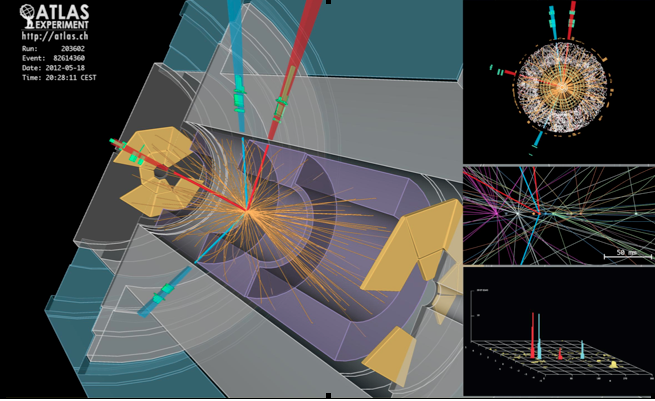 ATLAS
EXPERIMENT
http://atlas.ch
Run: 203602
Event: 82614360
Date: 2012-05-18
Time: 20:28:11 CEST
50 mm